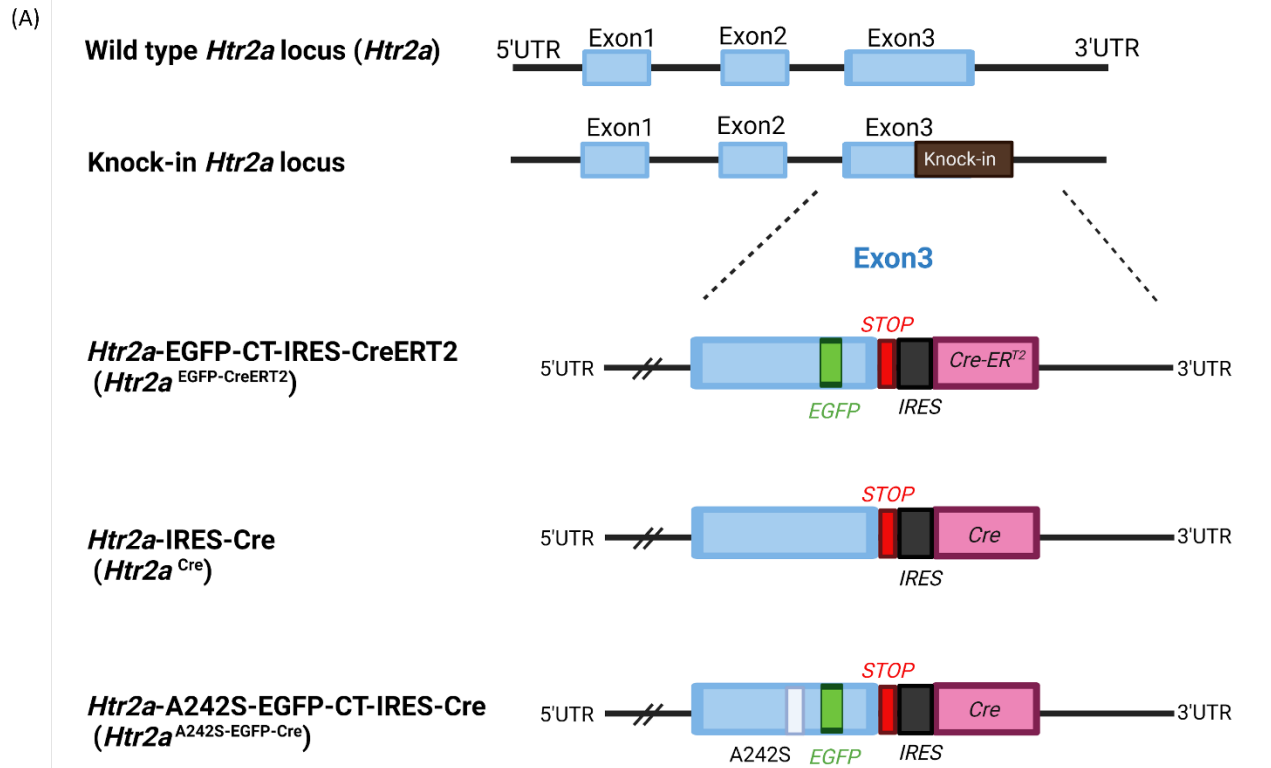 (A)
Wild type Htr2a locus (Htr2a)
5'UTR Exon1 Exon2 Exon3 3'UTR
Knock-in Htr2a locus
Exon1 Exon2 Exon3
Knock-in
Exon3
Htr2a-EGFP-CT-IRES-CreERT2
(Htr2a EGFP-CreERT2)
STOP
5'UTR Cre-ERT2 3'UTR
EGFP IRES
Htr2a-IRES-Cre
(Htr2a Cre)
STOP
5'UTR Cre 3'UTR
IRES
Htr2a-A242S-EGFP-CT-IRES-Cre
(Htr2a A242S-EGFP-Cre)
STOP
5'UTR Cre 3'UTR
A242S EGFP IRES